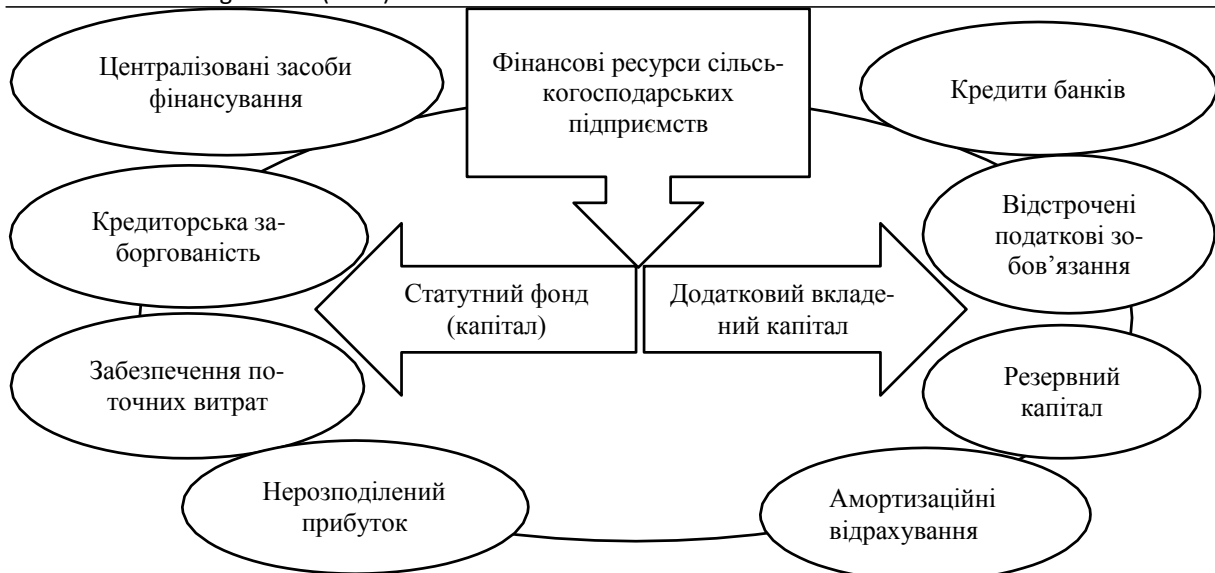 Централізовані засоби
фінансування
Фінансові ресурси сільсь-
когосподарських
підприємств
Кредити банків
Кредиторська за-
боргованість
Відстрочені
податкові зо-
бов’язання
Статутний фонд
(капітал)
Додатковий вкладе-
ний капітал
Забезпечення по-
точних витрат
Резервний
капітал
Нерозподілений
прибуток
Амортизаційні
відрахування